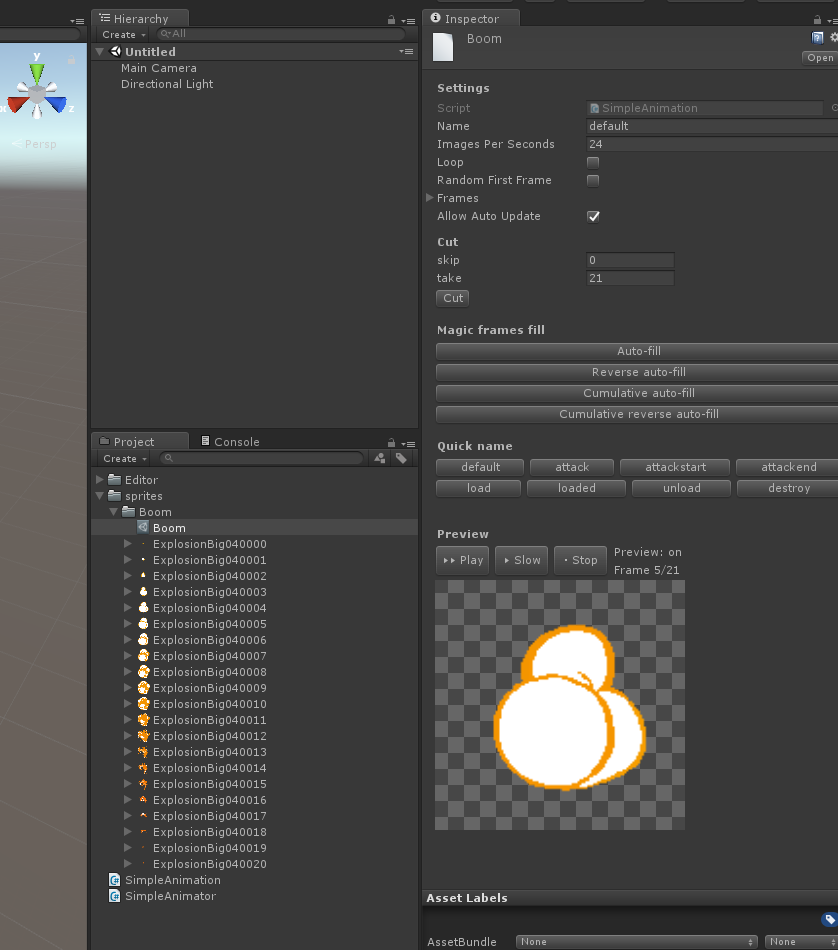 Hierarchy
Create
All
Untitled
Main Camera
Directional Light
y
x
z
Persp
Project
Console
Create
Editor
sprites
Boom
Boom
ExplosionBig040000
ExplosionBig040001
ExplosionBig040002
ExplosionBig040003
ExplosionBig040004
ExplosionBig040005
ExplosionBig040006
ExplosionBig040007
ExplosionBig040008
ExplosionBig040009
ExplosionBig040010
ExplosionBig040011
ExplosionBig040012
ExplosionBig040013
ExplosionBig040014
ExplosionBig040015
ExplosionBig040016
ExplosionBig040017
ExplosionBig040018
ExplosionBig040019
ExplosionBig040020
SimpleAnimation
SimpleAnimator
Inspector
Boom
Open
Settings
Script SimpleAnimation
Name default
Images Per Seconds 24
Loop
Random First Frame
Frames
Allow Auto Update
Cut
skip 0
take 21
Cut
Magic frames fill
Auto-fill
Reverse auto-fill
Cumulative auto-fill
Cumulative reverse auto-fill
Quick name
default attack attackstart attackend
load loaded unload destroy
Preview
Play Slow Stop Preview: on
Frame 5/21
Asset Labels
AssetBundle None None